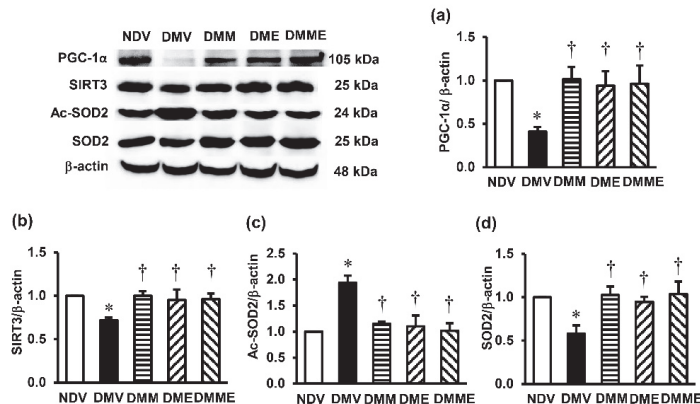 NDV DMV DMM DME DMME
PGC-1α 105 kDa
SIRT3 25 kDa
Ac-SOD2 24 kDa
SOD2 25 kDa
β-actin 48 kDa
(a)
PGC-1α/ β-actin
1.5
1.0
0.5
0.0
* † † †
NDV DMV DMM DME DMME
(b)
SIRT3/β-actin
1.5
1.0
0.5
0.0
* † † †
NDV DMV DMM DME DMME
(c)
Ac-SOD2/β-actin
2.5
2.0
1.5
1.0
0.5
0.0
* † † †
NDV DMV DMM DME DMME
(d)
SOD2/β-actin
1.5
1.0
0.5
0.0
* † † †
NDV DMV DMM DME DMME